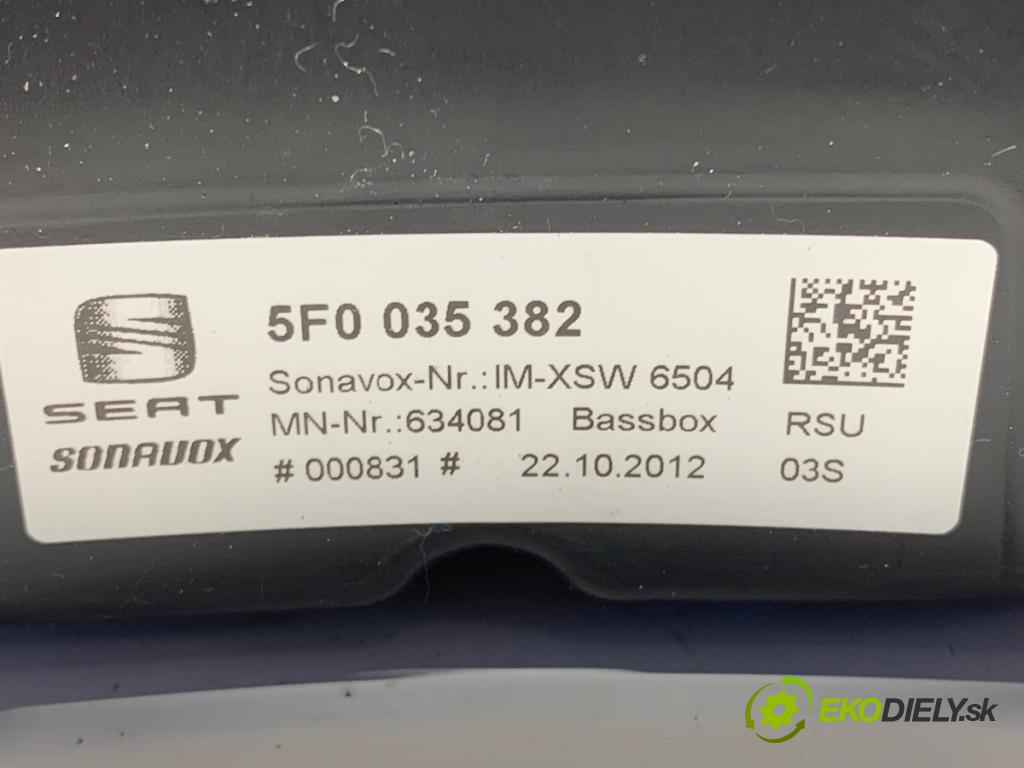 5F0 035 382
SEAT
Sonavox-Nr.:IM-XSW 6504
MN-Nr.:634081 Bassbox RSU
SONAVOX
# 000831 # 22.10.2012 03S
EKODIELY.sk